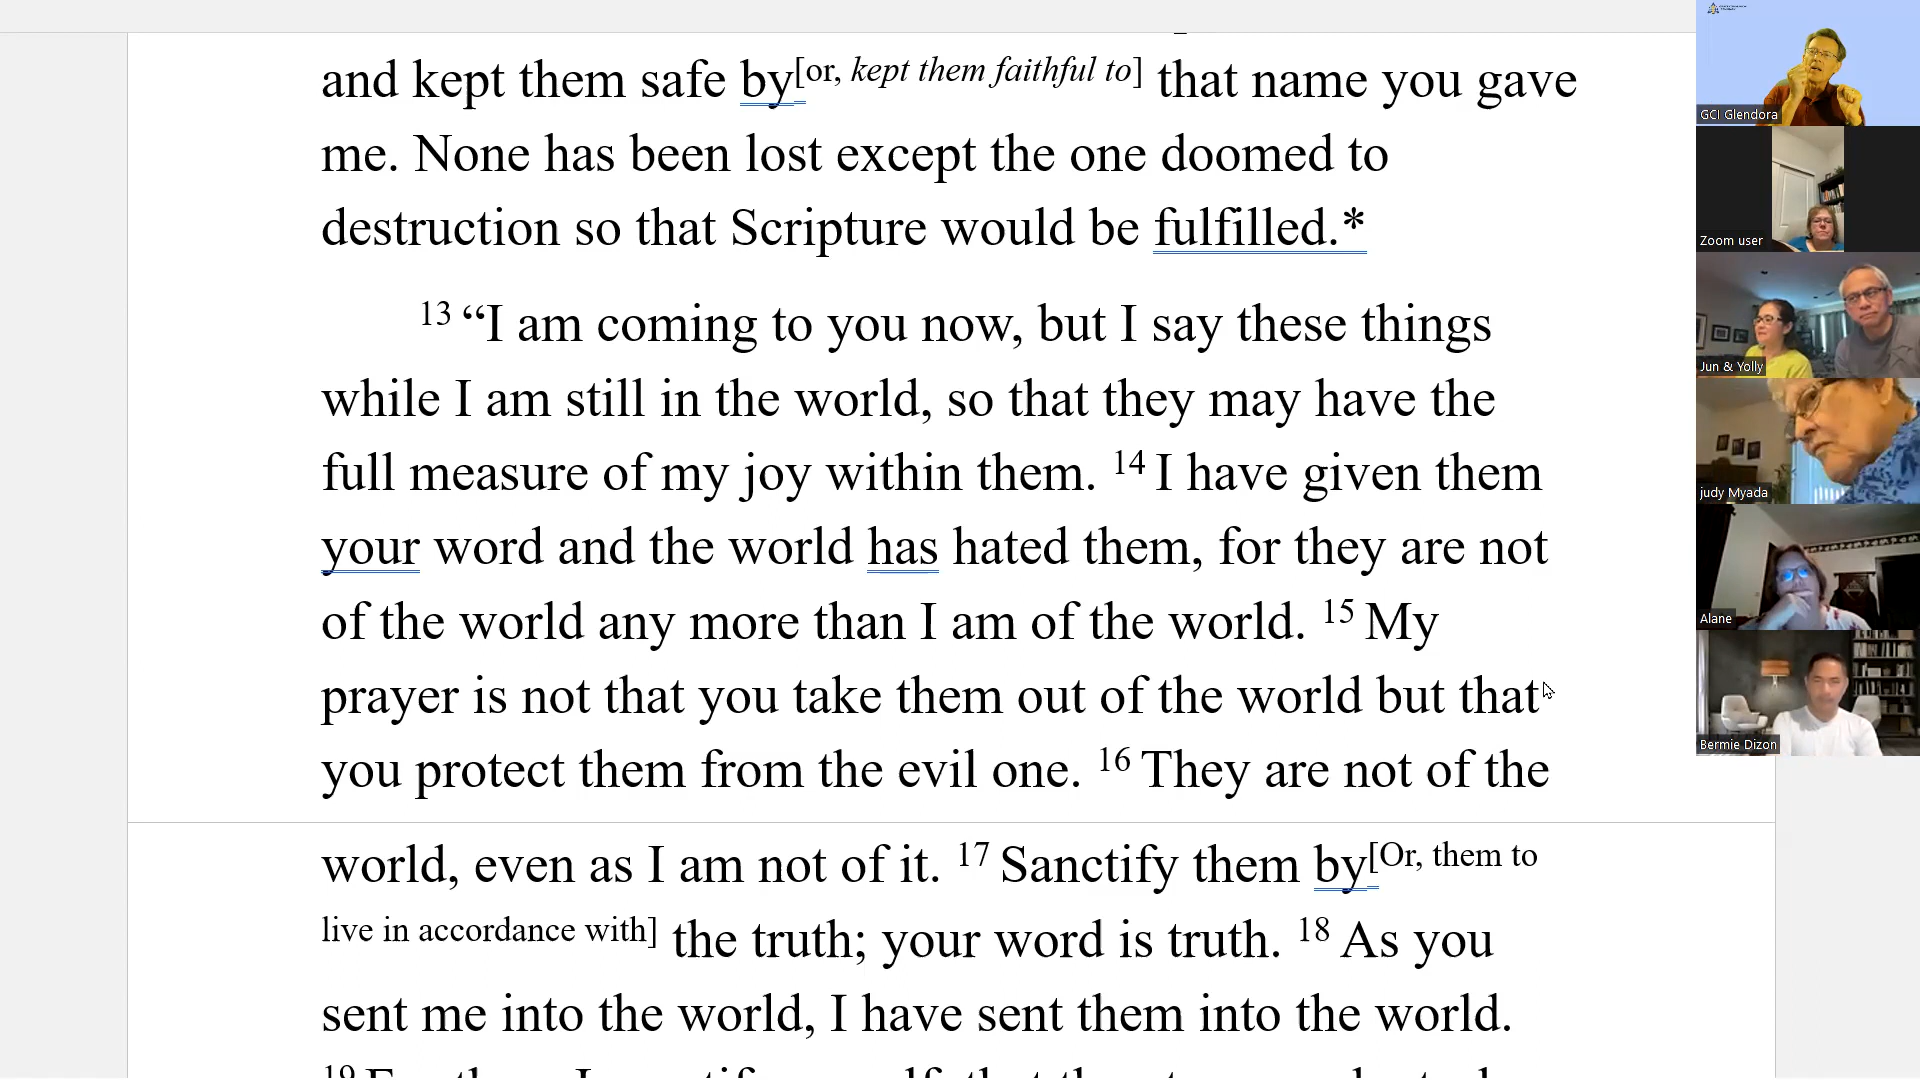 and kept them safe by[or, kept them faithful to] that name you gave
me. None has been lost except the one doomed to
destruction so that Scripture would be fulfilled.*
13 “I am coming to you now, but I say these things
while I am still in the world, so that they may have the
full measure of my joy within them. 14 I have given them
your word and the world has hated them, for they are not
of the world any more than I am of the world. 15 My
prayer is not that you take them out of the world but that
you protect them from the evil one. 16 They are not of the
world, even as I am not of it. 17 Sanctify them by[Or, them to
live in accordance with] the truth; your word is truth. 18 As you
sent me into the world, I have sent them into the world.
GCI Glendora
Zoom user
Jun & Yolly
judy Myada
Alane
Bermie Dizon